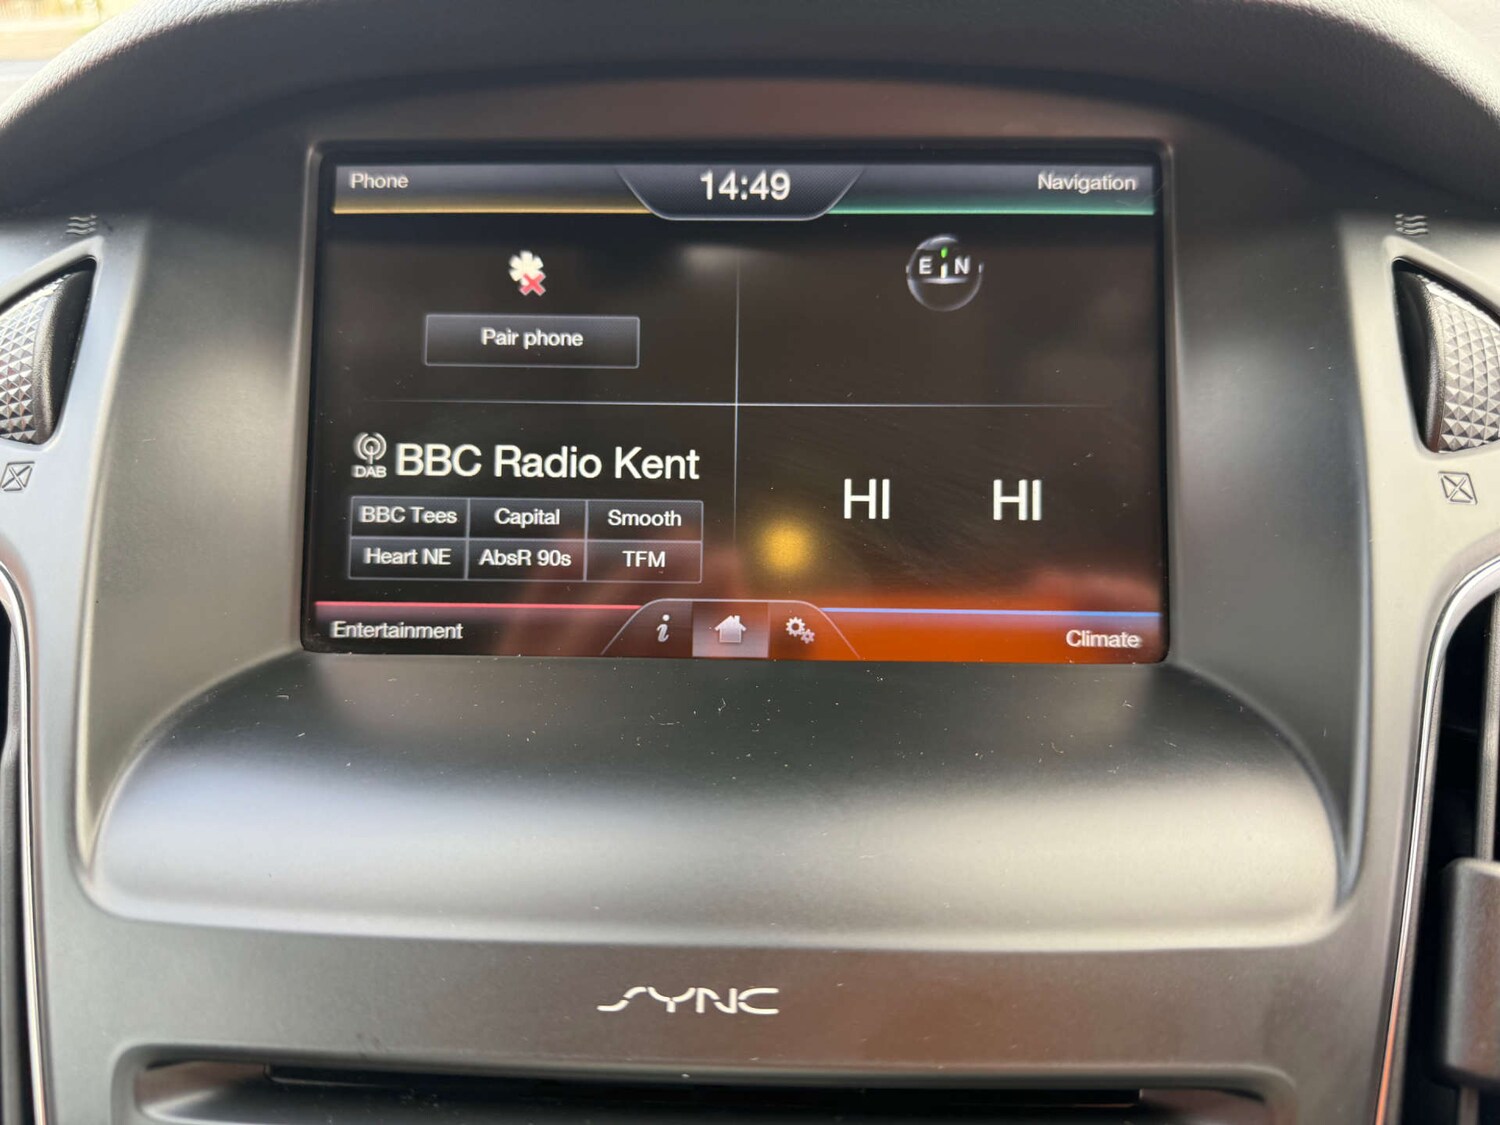 Phone
14:49
Navigation
E N
Pair phone
DAB
BBC Radio Kent
BBC Tees Capital Smooth
Heart NE AbsR 90s TFM
HI HI
Entertainment
i
Climate
SYNC